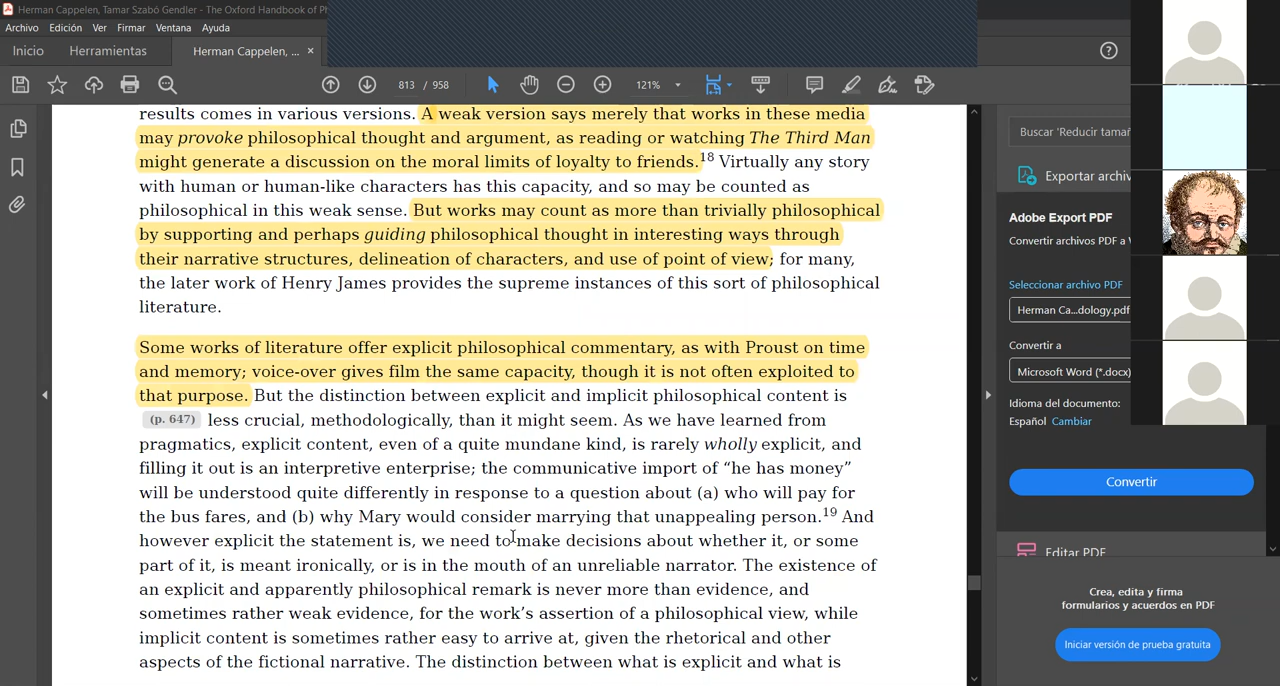 Herman Cappelen, Tamar Szabó Gendler - The Oxford Handbook of Ph
Archivo Edición Ver Firmar Ventana Ayuda
Inicio Herramientas Herman Cappelen, ... ×
813 / 958 121%
results comes in various versions. A weak version says merely that works in these media
may provoke philosophical thought and argument, as reading or watching The Third Man
might generate a discussion on the moral limits of loyalty to friends.18 Virtually any story
with human or human-like characters has this capacity, and so may be counted as
philosophical in this weak sense. But works may count as more than trivially philosophical
by supporting and perhaps guiding philosophical thought in interesting ways through
their narrative structures, delineation of characters, and use of point of view; for many,
the later work of Henry James provides the supreme instances of this sort of philosophical
literature.
Some works of literature offer explicit philosophical commentary, as with Proust on time
and memory; voice-over gives film the same capacity, though it is not often exploited to
that purpose. But the distinction between explicit and implicit philosophical content is
(p. 647) less crucial, methodologically, than it might seem. As we have learned from
pragmatics, explicit content, even of a quite mundane kind, is rarely wholly explicit, and
filling it out is an interpretive enterprise; the communicative import of “he has money”
will be understood quite differently in response to a question about (a) who will pay for
the bus fares, and (b) why Mary would consider marrying that unappealing person.19 And
however explicit the statement is, we need to make decisions about whether it, or some
part of it, is meant ironically, or is in the mouth of an unreliable narrator. The existence of
an explicit and apparently philosophical remark is never more than evidence, and
sometimes rather weak evidence, for the work’s assertion of a philosophical view, while
implicit content is sometimes rather easy to arrive at, given the rhetorical and other
aspects of the fictional narrative. The distinction between what is explicit and what is
Buscar 'Reducir tamañ
Exportar archiv
Adobe Export PDF
Convertir archivos PDF a
Seleccionar archivo PDF
Herman Ca...dology.pdf
Convertir a
Microsoft Word (*.docx)
Idioma del documento:
Español Cambiar
Convertir
Editar PDF
Crea, edita y firma
formularios y acuerdos en PDF
Iniciar versión de prueba gratuita